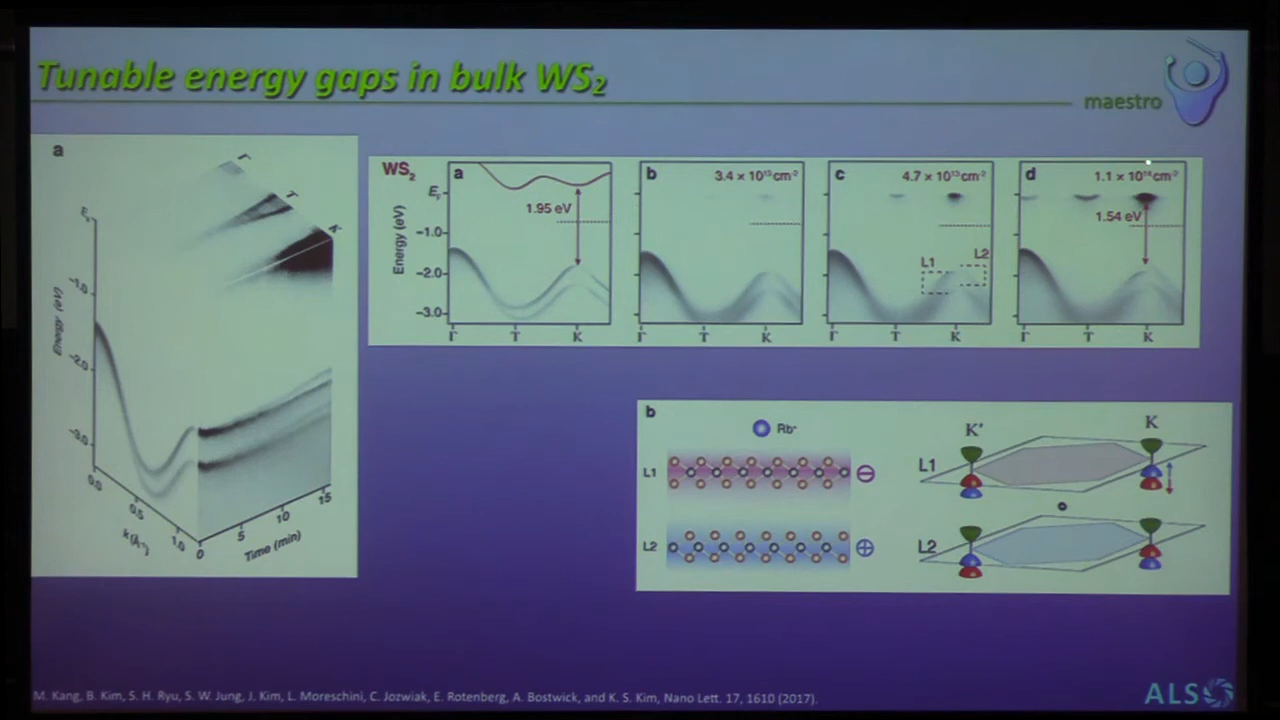 Tunable energy gaps in bulk WS₂
maestro
a
Γ
T
K
E_F
-1.0
-2.0
-3.0
Energy (eV)
0.0
0.5
1.0
k (Å⁻¹)
0
5
10
15
Time (min)
WS₂
a
b
3.4 × 10¹³ cm⁻²
c
4.7 × 10¹³ cm⁻²
d
1.1 × 10¹⁴ cm⁻²
E_F
-1.0
-2.0
-3.0
Energy (eV)
1.95 eV
L1
L2
1.54 eV
Γ T K
Γ T K
Γ T K
Γ T K
b
Rb⁺
K'
K
L1
⊖
L1
L2
⊕
L2
M. Kang, B. Kim, S. H. Ryu, S. W. Jung, J. Kim, L. Moreschini, C. Jozwiak, E. Rotenberg, A. Bostwick, and K. S. Kim, Nano Lett. 17, 1610 (2017).
ALS